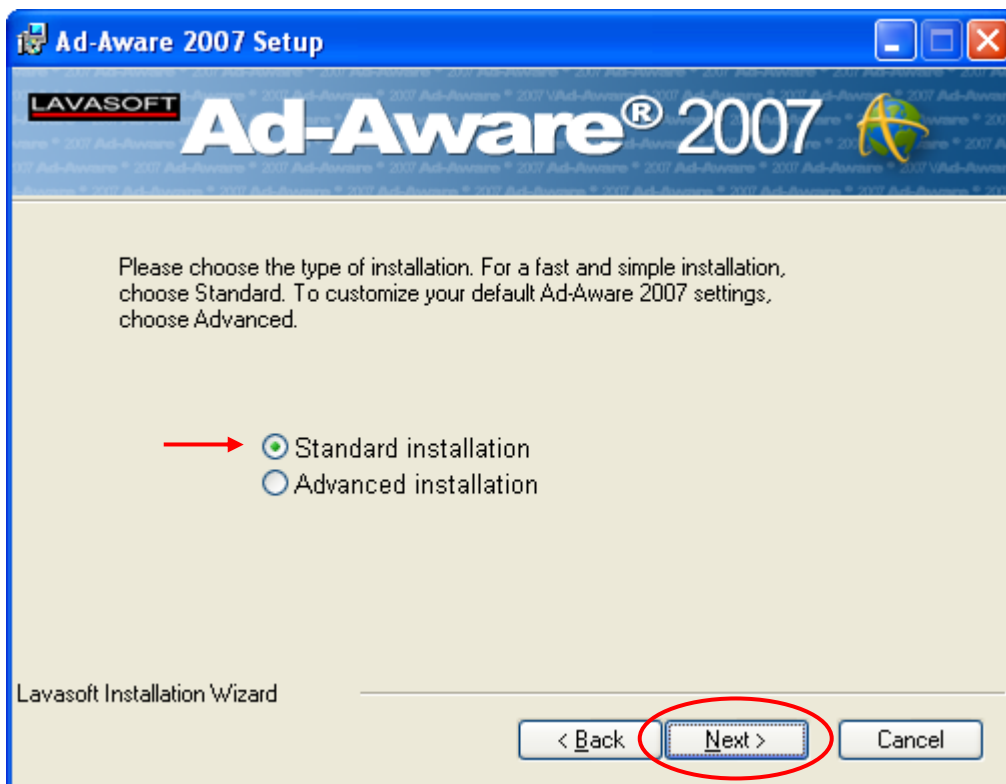 Ad-Aware 2007 Setup
LAVASOFT
Ad-Aware® 2007
Please choose the type of installation. For a fast and simple installation,
choose Standard. To customize your default Ad-Aware 2007 settings,
choose Advanced.
Standard installation
Advanced installation
Lavasoft Installation Wizard
< Back
Next >
Cancel